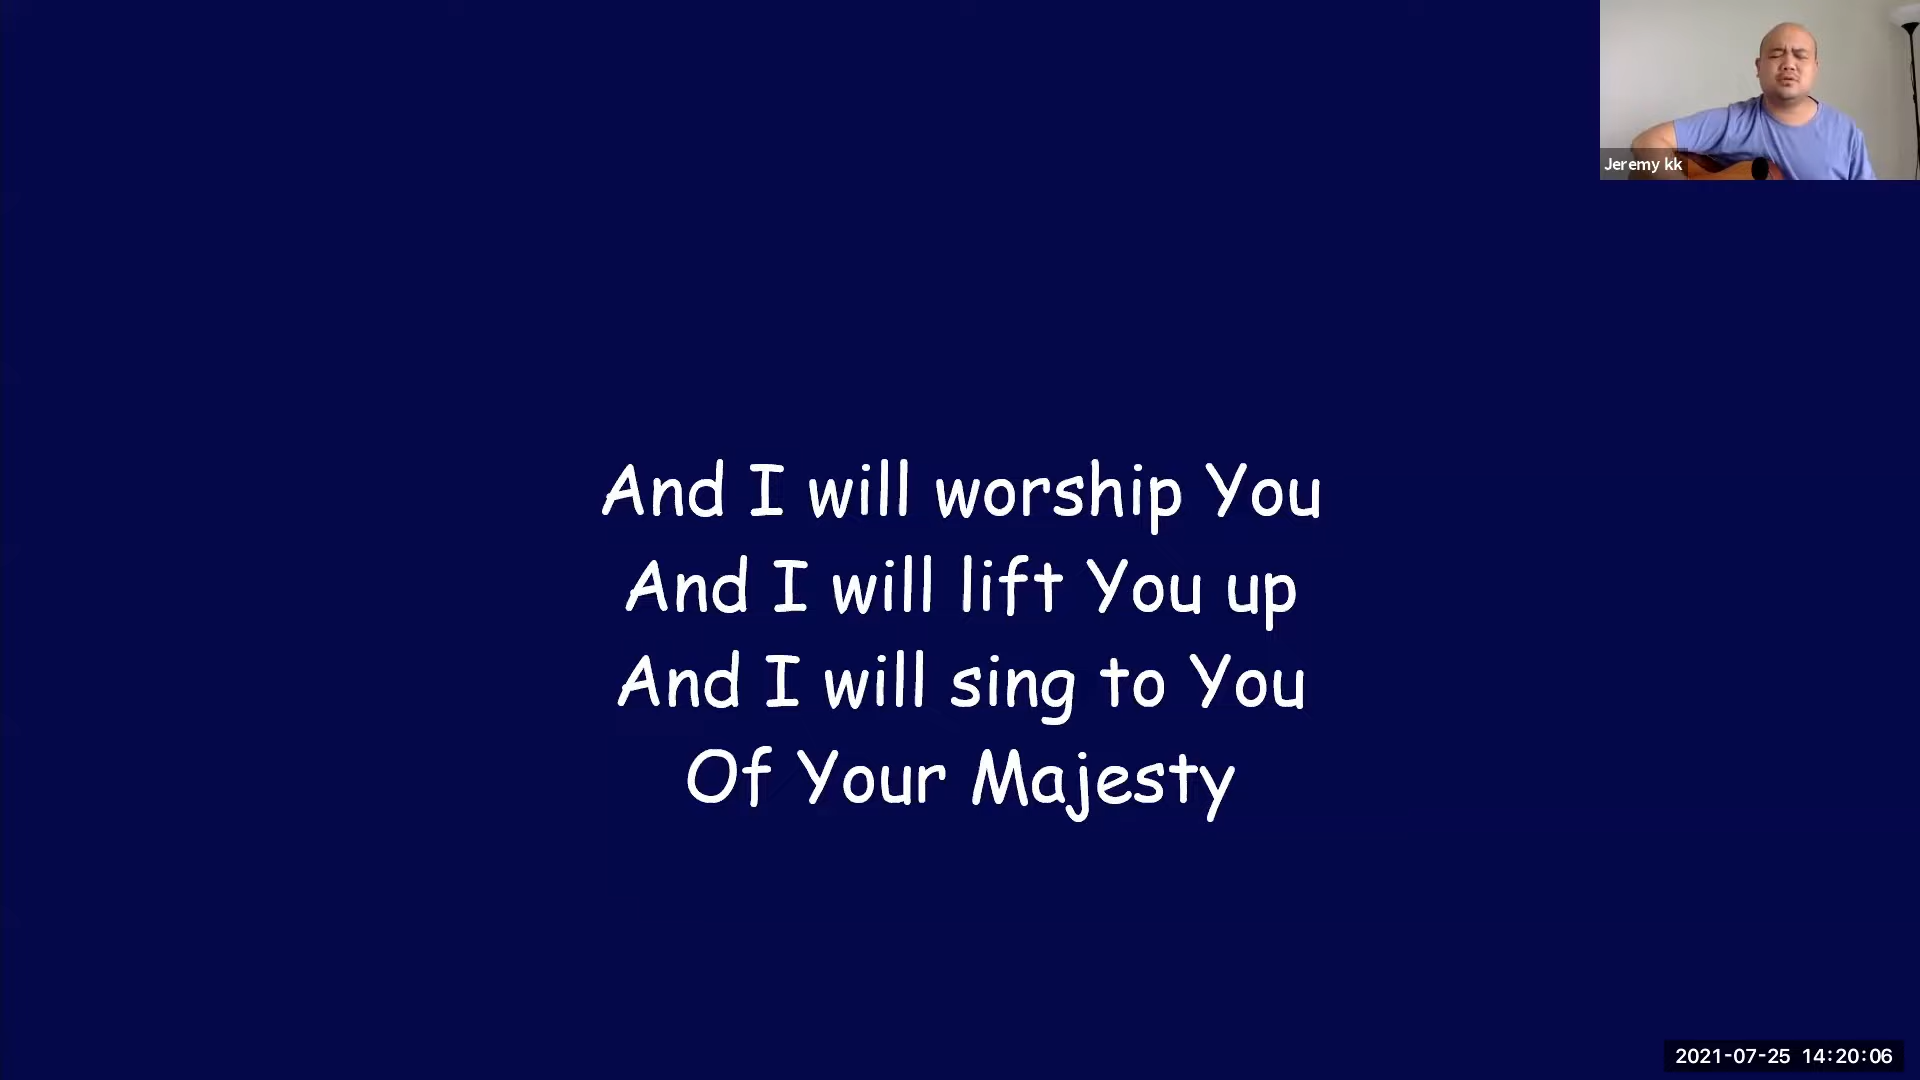 Jeremy kk
And I will worship You
And I will lift You up
And I will sing to You
Of Your Majesty
2021-07-25 14:20:06